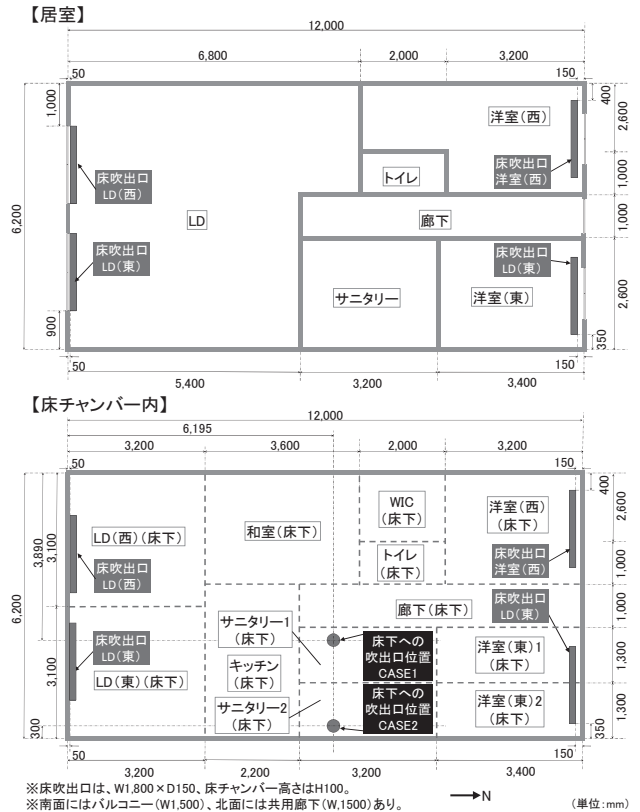 【居室】
12,000
6,800
2,000
3,200
50
150
1,000
400
2,600
洋室(西)
床吹出口
LD(西)
床吹出口
洋室(西)
トイレ
1,000
6,200
LD
廊下
1,000
床吹出口
LD(東)
床吹出口
LD(東)
サニタリー
洋室(東)
2,600
900
350
50
150
5,400
3,200
3,400
【床チャンバー内】
12,000
6,195
3,200
3,600
2,000
3,200
50
150
400
2,600
3,890
3,100
WIC
(床下)
洋室(西)
(床下)
LD(西)(床下)
和室(床下)
床吹出口
LD(西)
トイレ
(床下)
床吹出口
洋室(西)
1,000
6,200
床吹出口
LD(東)
廊下(床下)
1,000
サニタリー1
(床下)
床吹出口
LD(東)
床下への
吹出口位置
CASE1
洋室(東)1
(床下)
1,300
3,100
LD(東)(床下)
キッチン
(床下)
サニタリー2
(床下)
床下への
吹出口位置
CASE2
洋室(東)2
(床下)
1,300
300
350
50
150
3,200
2,200
3,200
3,400
※床吹出口は、W1,800×D150、床チャンバー高さはH100。
※南面にはバルコニー(W1,500)、北面には共用廊下(W,1500)あり。
N
(単位:mm)